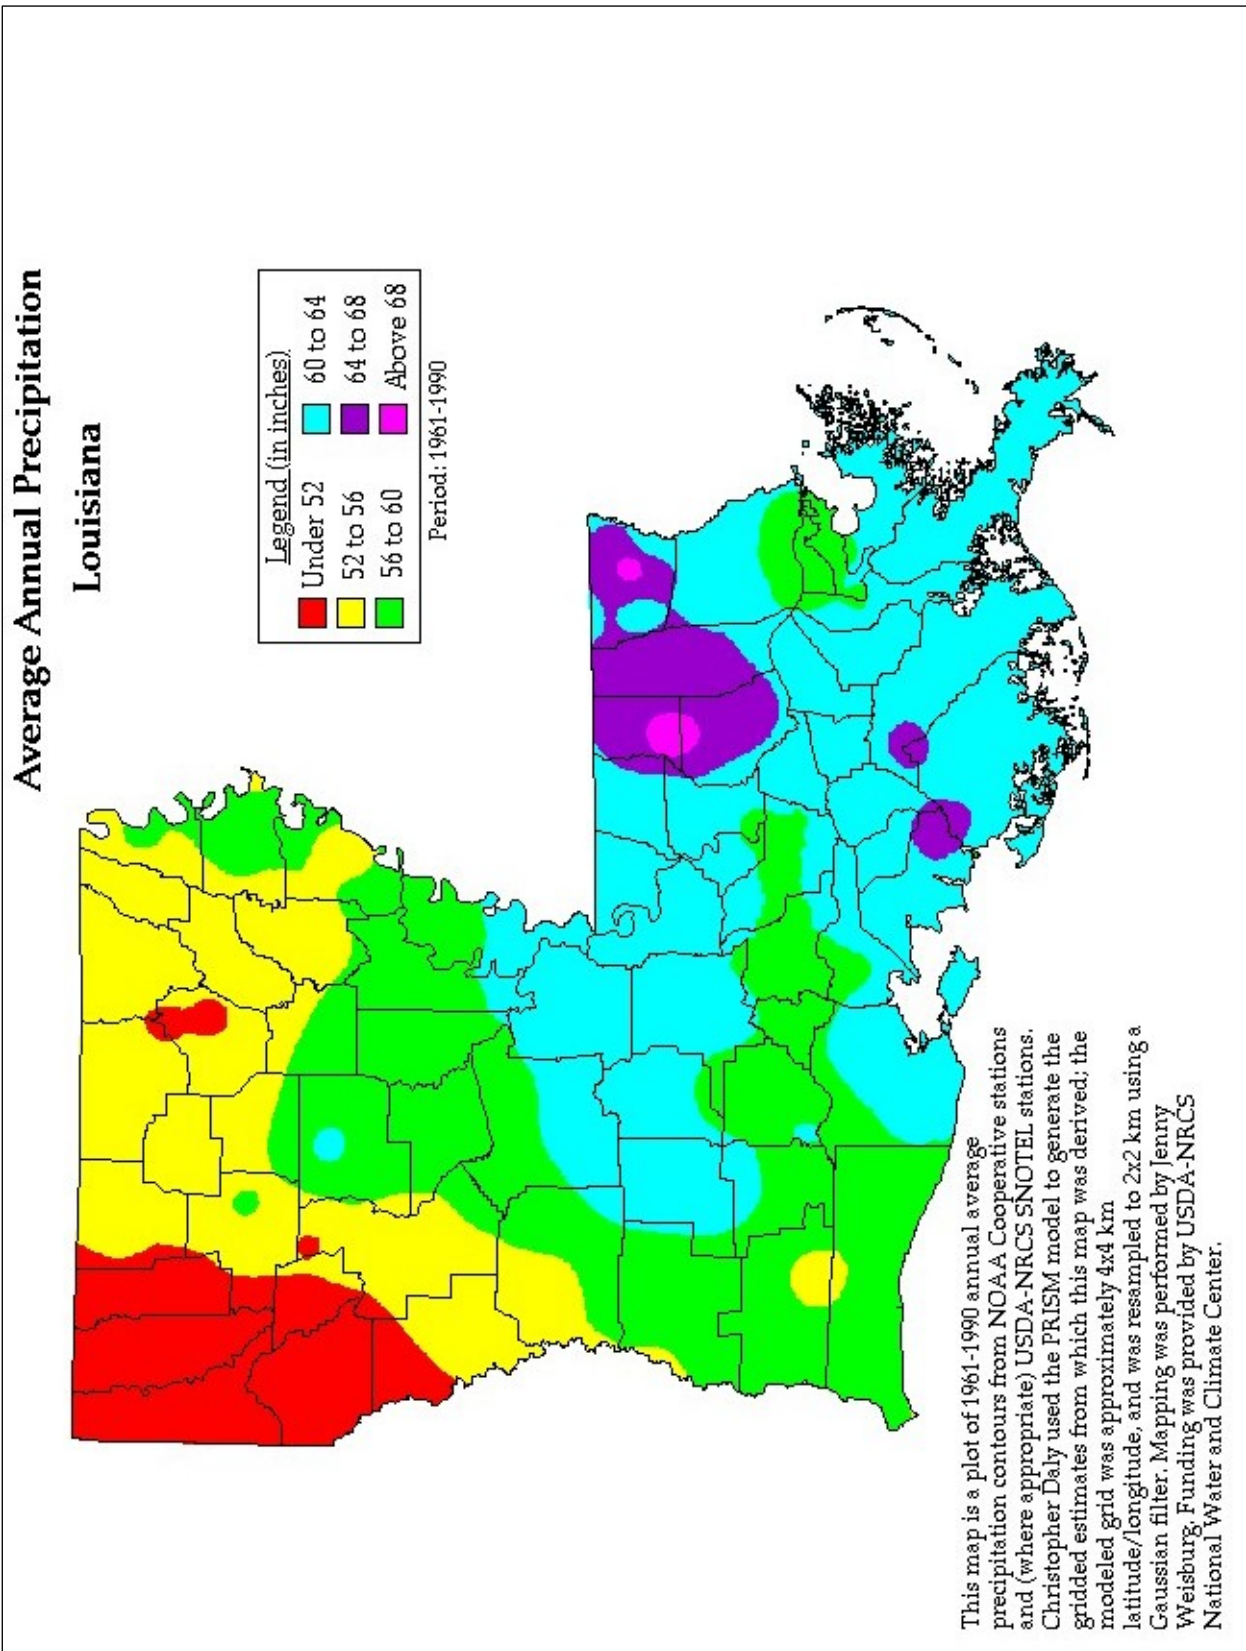 Average Annual Precipitation
Louisiana
Legend (in inches)
Under 52
60 to 64
52 to 56
64 to 68
56 to 60
Above 68
Period: 1961-1990
This map is a plot of 1961-1990 annual average
precipitation contours from NOAA Cooperative stations
and (where appropriate) USDA-NRCS SNOTEL stations.
Christopher Daly used the PRISM model to generate the
gridded estimates from which this map was derived; the
modeled grid was approximately 4x4 km
latitude/longitude, and was resampled to 2x2 km using a
Gaussian filter. Mapping was performed by Jenny
Weisburg. Funding was provided by USDA-NRCS
National Water and Climate Center.